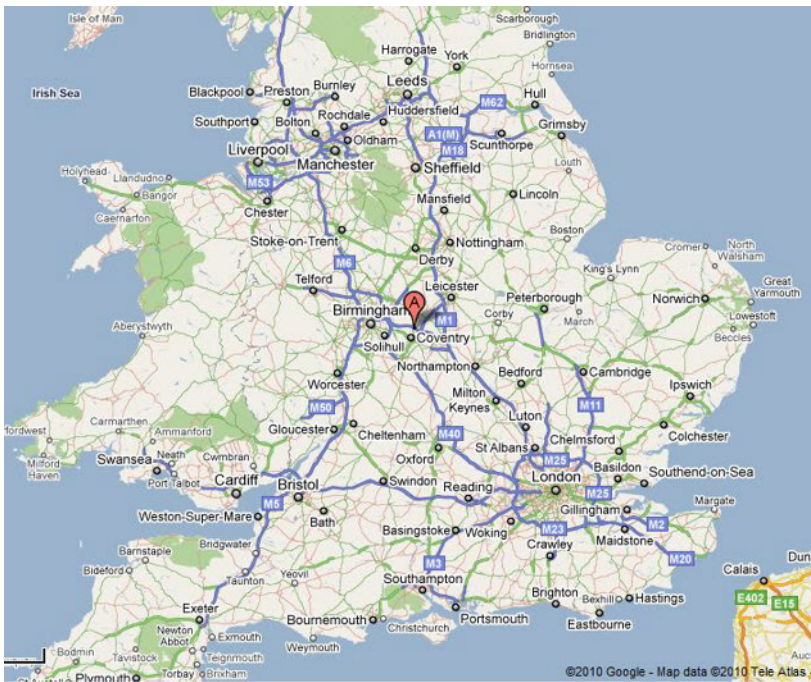 Isle of Man
Scarborough
Bridlington
Harrogate
York
Hornsea
Leeds
Irish Sea
Blackpool
Preston
Burnley
Hull
M62
Southport
Bolton
Rochdale
Huddersfield
A1(M)
Grimsby
Oldham
M18
Scunthorpe
Liverpool
Manchester
Sheffield
Louth
Holyhead
Llandudno
M53
Bangor
Chester
Mansfield
Lincoln
Caernarfon
Stoke-on-Trent
Boston
Cromer
North
Walsham
Nottingham
Derby
M6
King's Lynn
Telford
Leicester
Great
Yarmouth
A
Peterborough
Norwich
Birmingham
M1
Corby
March
Lowestoft
Aberystwyth
Solihull
Coventry
Beccles
Northampton
Bedford
Cambridge
Worcester
Milton
Keynes
Ipswich
M50
M11
Carmarthen
Ammanford
Gloucester
Cheltenham
M40
Luton
Colchester
Milford
Haven
Neath
Cwmbran
Oxford
St Albans
Chelmsford
Swansea
M25
Basildon
Port Talbot
Cardiff
Bristol
Swindon
Reading
London
M25
Southend-on-Sea
M5
Gillingham
Margate
Weston-Super-Mare
Bath
Basingstoke
Woking
M23
M2
Maidstone
Barnstaple
Bridgwater
M3
Crawley
M20
Bideford
Taunton
Yeovil
Southampton
Calais
Brighton
Bexhill
Hastings
E402
E15
Exeter
Bournemouth
Christchurch
Portsmouth
Eastbourne
Exmouth
Weymouth
Newton
Abbot
Bodmin
Tavistock
Teignmouth
Torbay
Brixham
Plymouth
©2010 Google - Map data ©2010 Tele Atlas